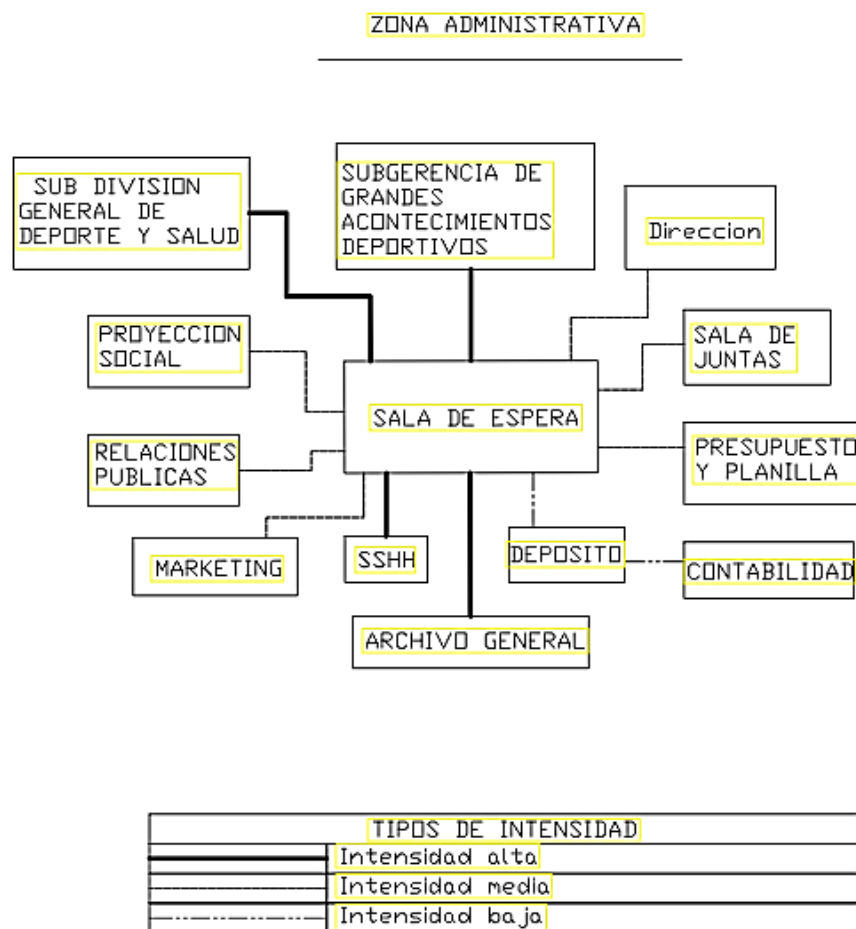 ZONA ADMINISTRATIVA
SUB DIVISION
GENERAL DE
DEPORTE Y SALUD
SUBGERENCIA DE
GRANDES
ACONTECIMIENTOS
DEPORTIVOS
Direccion
PROYECCION
SOCIAL
SALA DE
JUNTAS
SALA DE ESPERA
RELACIONES
PUBLICAS
PRESUPUESTO
Y PLANILLA
MARKETING
SSHH
DEPOSITO
CONTABILIDAD
ARCHIVO GENERAL
TIPOS DE INTENSIDAD
Intensidad alta
Intensidad media
Intensidad baja